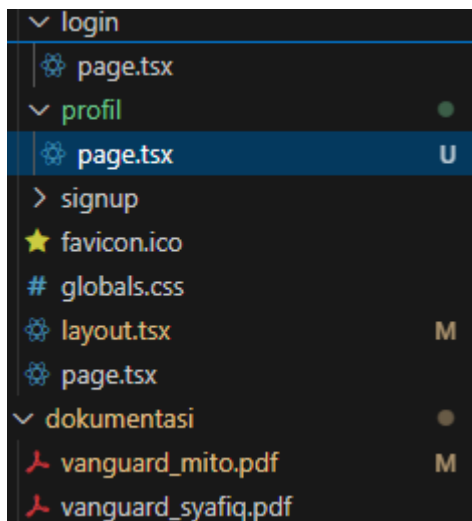 login
page.tsx
profil
page.tsx U
signup
favicon.ico
# globals.css
layout.tsx M
page.tsx
dokumentasi
vanguard_mito.pdf M
vanguard_syafiq.pdf